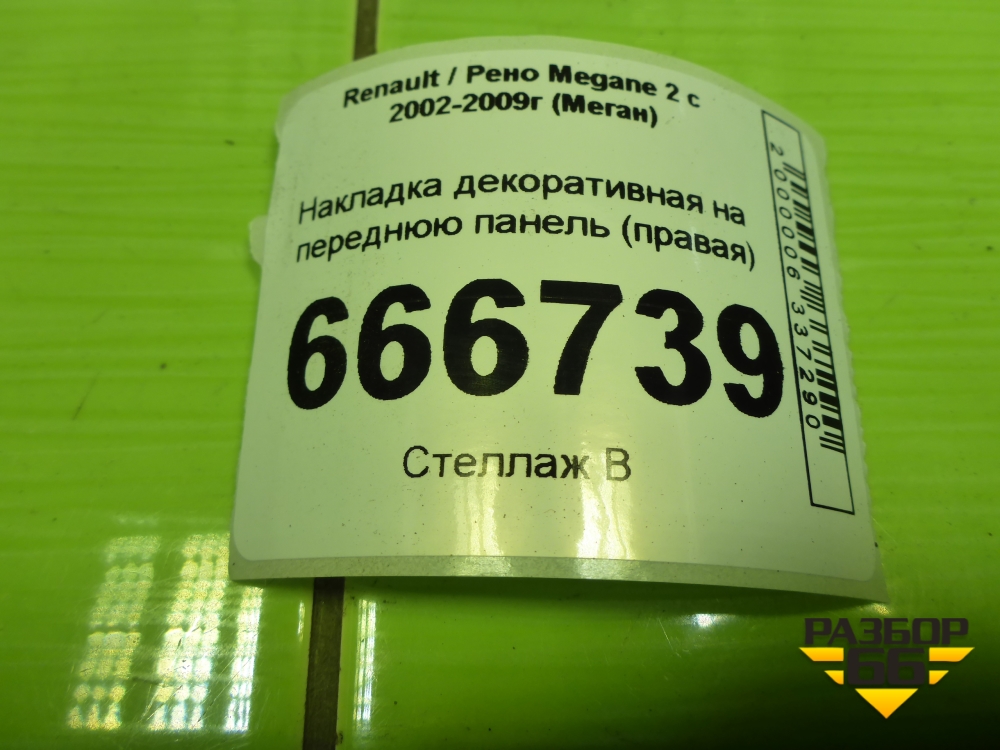 Renault / Рено Megane 2 с
2002-2009г (Меган)
Накладка декоративная на
переднюю панель (правая)
666739
Стеллаж В
2000006337290
РАЗБОР
66